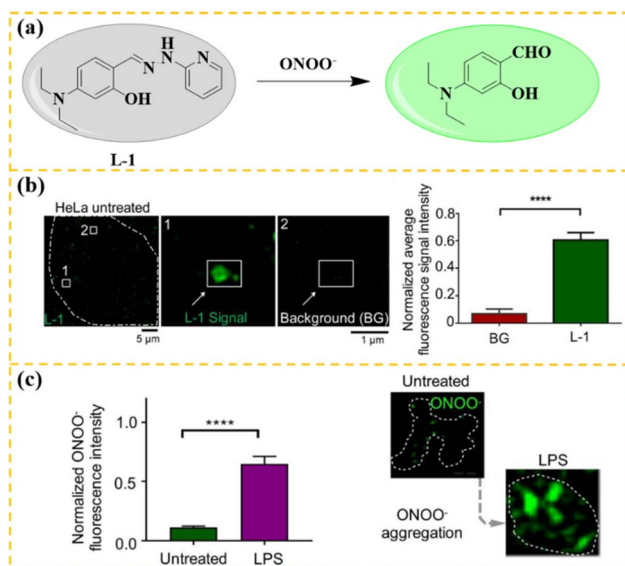 (a)
H
N
N
N
OH
N
L-1
ONOO⁻
CHO
OH
N
(b)
HeLa untreated
2
1
L-1
5 µm
1
L-1 Signal
2
Background (BG)
1 µm
Normalized average
fluorescence signal intensity
0.8
0.6
0.4
0.2
0.0
****
BG
L-1
(c)
Normalized ONOO⁻
fluorescence intensity
1.0
0.5
0.0
****
Untreated
LPS
Untreated
ONOO⁻
LPS
ONOO⁻
aggregation